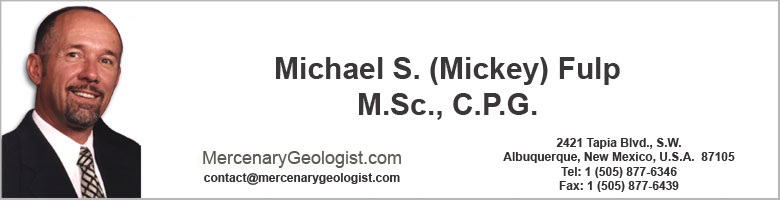 Michael S. (Mickey) Fulp
M.Sc., C.P.G.
MercenaryGeologist.com
contact@mercenarygeologist.com
2421 Tapia Blvd., S.W.
Albuquerque, New Mexico, U.S.A.  87105
Tel: 1 (505) 877-6346
Fax: 1 (505) 877-6439